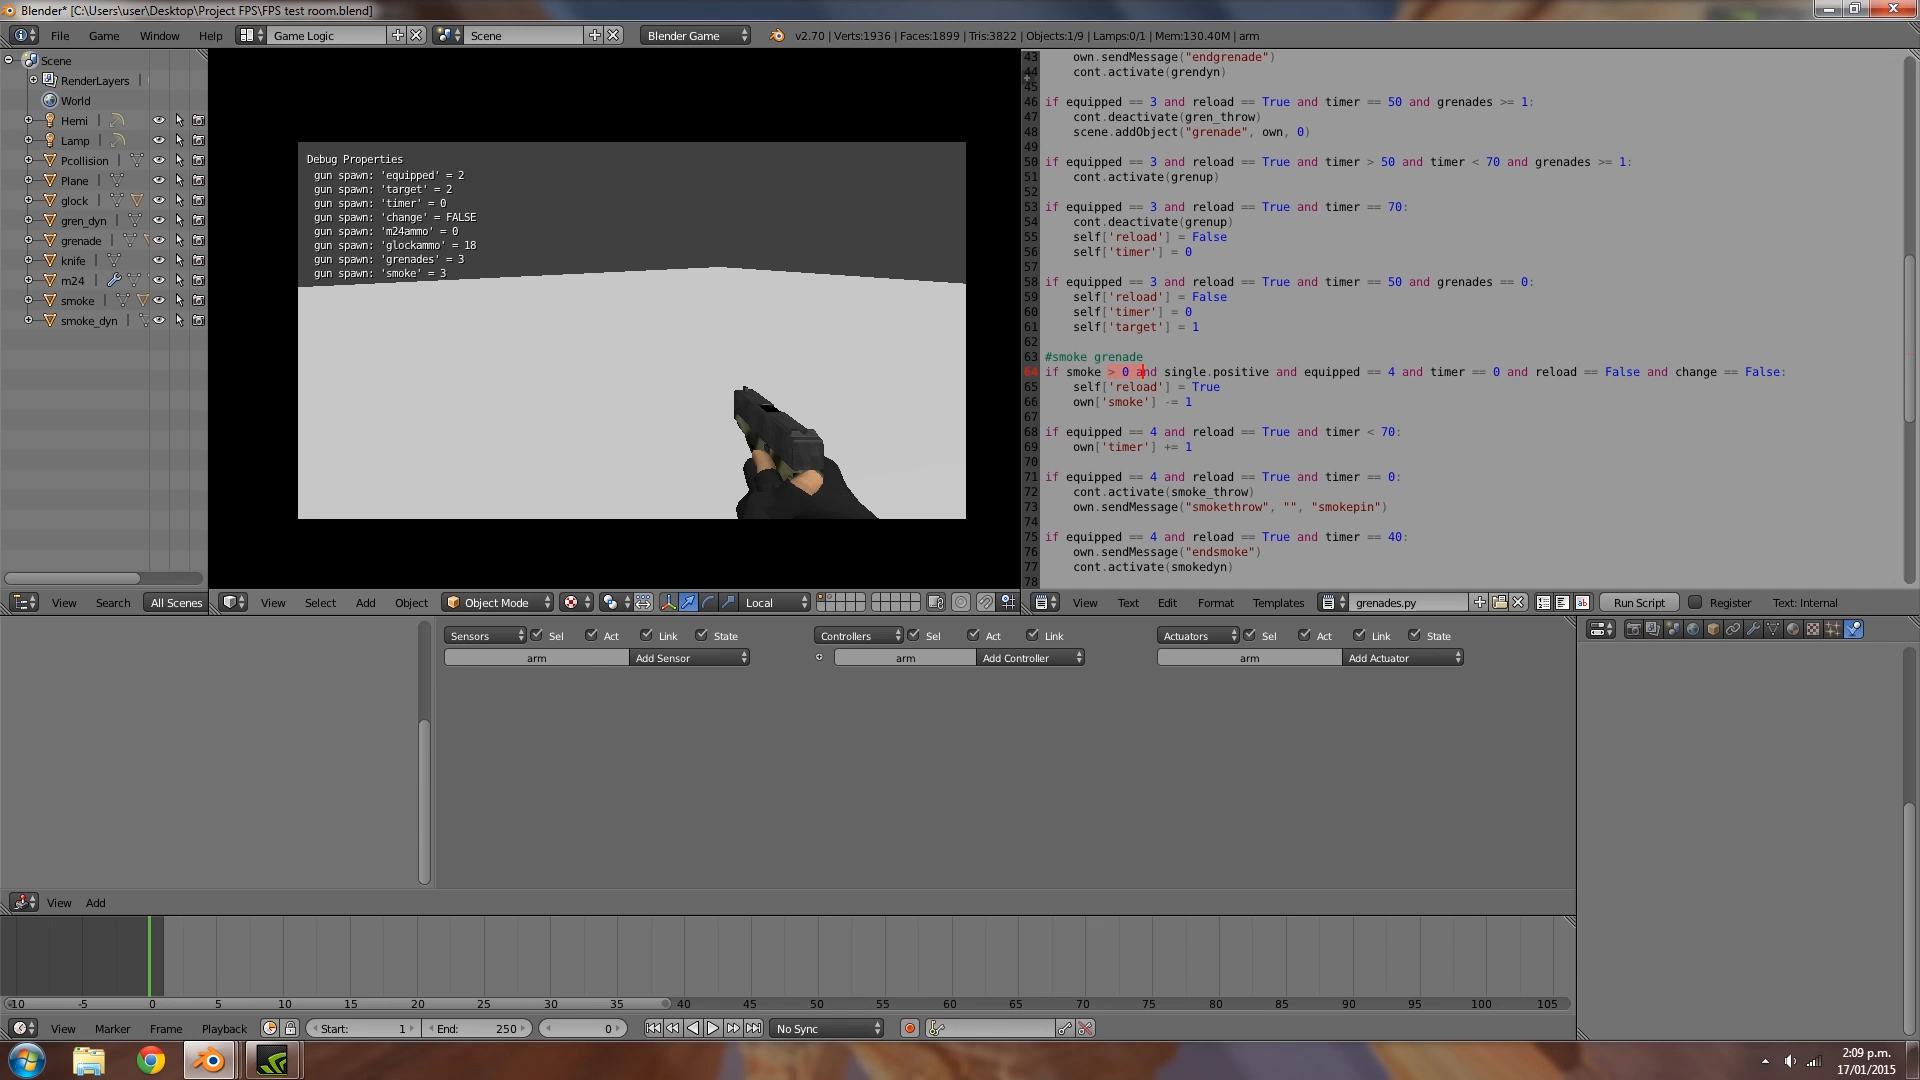 Blender* [C:\Users\user\Desktop\Project FPS\FPS test room.blend]
File Game Window Help Game Logic Scene Blender Game v2.70 | Verts:1936 | Faces:1899 | Tris:3822 | Objects:1/9 | Lamps:0/1 | Mem:130.40M | arm
Scene
RenderLayers
World
Hemi
Lamp
Pcollision
Plane
glock
gren_dyn
grenade
knife
m24
smoke
smoke_dyn
View Search All Scenes
Debug Properties
gun spawn: 'equipped' = 2
gun spawn: 'target' = 2
gun spawn: 'timer' = 0
gun spawn: 'change' = FALSE
gun spawn: 'm24ammo' = 0
gun spawn: 'glockammo' = 18
gun spawn: 'grenades' = 3
gun spawn: 'smoke' = 3
View Select Add Object Object Mode Local
43 own.sendMessage("endgrenade")
44 cont.activate(grendyn)
45
46 if equipped == 3 and reload == True and timer == 50 and grenades >= 1:
47 cont.deactivate(gren_throw)
48 scene.addObject("grenade", own, 0)
49
50 if equipped == 3 and reload == True and timer > 50 and timer < 70 and grenades >= 1:
51 cont.activate(grenup)
52
53 if equipped == 3 and reload == True and timer == 70:
54 cont.deactivate(grenup)
55 self['reload'] = False
56 self['timer'] = 0
57
58 if equipped == 3 and reload == True and timer == 50 and grenades == 0:
59 self['reload'] = False
60 self['timer'] = 0
61 self['target'] = 1
62
63 #smoke grenade
64 if smoke > 0 and single.positive and equipped == 4 and timer == 0 and reload == False and change == False:
65 self['reload'] = True
66 own['smoke'] -= 1
67
68 if equipped == 4 and reload == True and timer < 70:
69 own['timer'] += 1
70
71 if equipped == 4 and reload == True and timer == 0:
72 cont.activate(smoke_throw)
73 own.sendMessage("smokethrow", "", "smokepin")
74
75 if equipped == 4 and reload == True and timer == 40:
76 own.sendMessage("endsmoke")
77 cont.activate(smokedyn)
78
View Text Edit Format Templates grenades.py Run Script Register Text: Internal
Sensors Sel Act Link State Controllers Sel Act Link Actuators Sel Act Link State
arm Add Sensor arm Add Controller arm Add Actuator
View Add
-10 -5 0 5 10 15 20 25 30 35 40 45 50 55 60 65 70 75 80 85 90 95 100 105
View Marker Frame Playback Start: 1 End: 250 0 No Sync
2:09 p.m.
17/01/2015